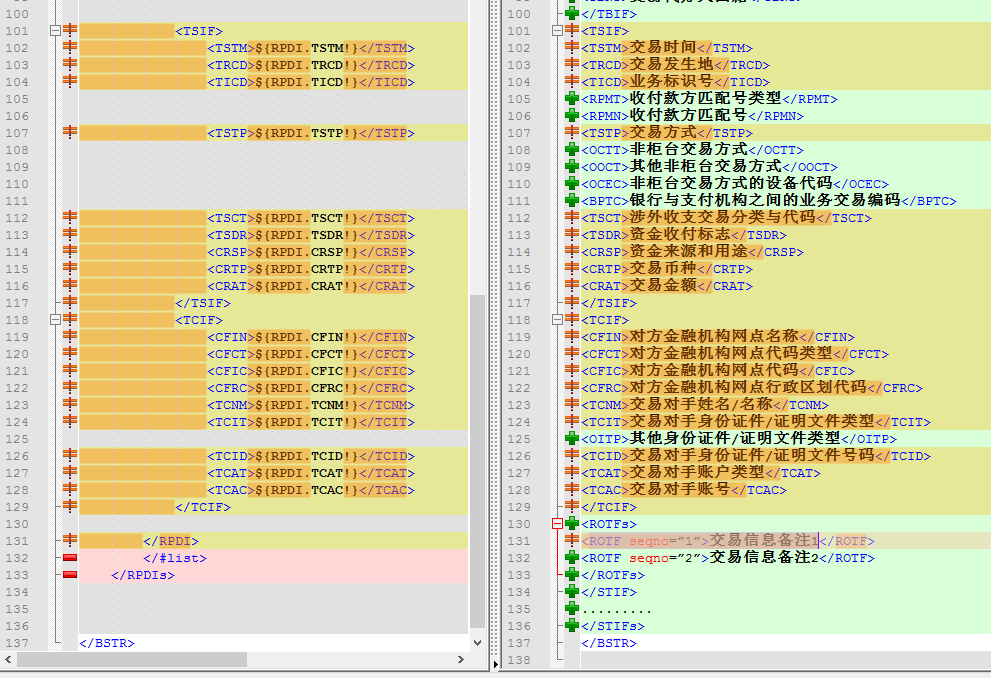 100
101 <TSIF>
102 <TSTM>${RPDI.TSTM!}</TSTM>
103 <TRCD>${RPDI.TRCD!}</TRCD>
104 <TICD>${RPDI.TICD!}</TICD>
105
106
107 <TSTP>${RPDI.TSTP!}</TSTP>
108
109
110
111
112 <TSCT>${RPDI.TSCT!}</TSCT>
113 <TSDR>${RPDI.TSDR!}</TSDR>
114 <CRSP>${RPDI.CRSP!}</CRSP>
115 <CRTP>${RPDI.CRTP!}</CRTP>
116 <CRAT>${RPDI.CRAT!}</CRAT>
117 </TSIF>
118 <TCIF>
119 <CFIN>${RPDI.CFIN!}</CFIN>
120 <CFCT>${RPDI.CFCT!}</CFCT>
121 <CFIC>${RPDI.CFIC!}</CFIC>
122 <CFRC>${RPDI.CFRC!}</CFRC>
123 <TCNM>${RPDI.TCNM!}</TCNM>
124 <TCIT>${RPDI.TCIT!}</TCIT>
125
126 <TCID>${RPDI.TCID!}</TCID>
127 <TCAT>${RPDI.TCAT!}</TCAT>
128 <TCAC>${RPDI.TCAC!}</TCAC>
129 </TCIF>
130
131 </RPDI>
132 </#list>
133 </RPDIs>
134
135
136
137 </BSTR>
100 </TBIF>
101 <TSIF>
102 <TSTM>交易时间</TSTM>
103 <TRCD>交易发生地</TRCD>
104 <TICD>业务标识号</TICD>
105 <RPMT>收付款方匹配号类型</RPMT>
106 <RPMN>收付款方匹配号</RPMN>
107 <TSTP>交易方式</TSTP>
108 <OCTT>非柜台交易方式</OCTT>
109 <OOCT>其他非柜台交易方式</OOCT>
110 <OCEC>非柜台交易方式的设备代码</OCEC>
111 <BPTC>银行与支付机构之间的业务交易编码</BPTC>
112 <TSCT>涉外收支交易分类与代码</TSCT>
113 <TSDR>资金收付标志</TSDR>
114 <CRSP>资金来源和用途</CRSP>
115 <CRTP>交易币种</CRTP>
116 <CRAT>交易金额</CRAT>
117 </TSIF>
118 <TCIF>
119 <CFIN>对方金融机构网点名称</CFIN>
120 <CFCT>对方金融机构网点代码类型</CFCT>
121 <CFIC>对方金融机构网点代码</CFIC>
122 <CFRC>对方金融机构网点行政区划代码</CFRC>
123 <TCNM>交易对手姓名/名称</TCNM>
124 <TCIT>交易对手身份证件/证明文件类型</TCIT>
125 <OITP>其他身份证件/证明文件类型</OITP>
126 <TCID>交易对手身份证件/证明文件号码</TCID>
127 <TCAT>交易对手账户类型</TCAT>
128 <TCAC>交易对手账号</TCAC>
129 </TCIF>
130 <ROTFs>
131 <ROTF seqno="1">交易信息备注1</ROTF>
132 <ROTF seqno="2">交易信息备注2</ROTF>
133 </ROTFs>
134 </STIF>
135 .........
136 </STIFs>
137 </BSTR>
138